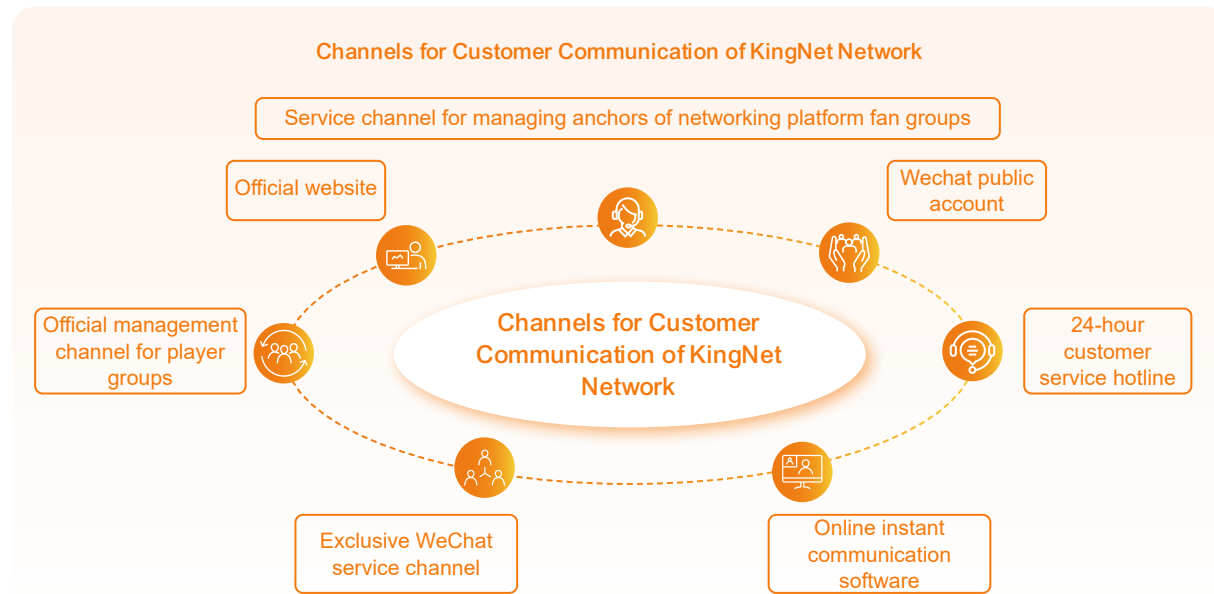 Channels for Customer Communication of KingNet Network
Service channel for managing anchors of networking platform fan groups
Official website
Wechat public
account
Official management
channel for player
groups
Channels for Customer
Communication of KingNet
Network
24-hour
customer
service hotline
Exclusive WeChat
service channel
Online instant
communication
software